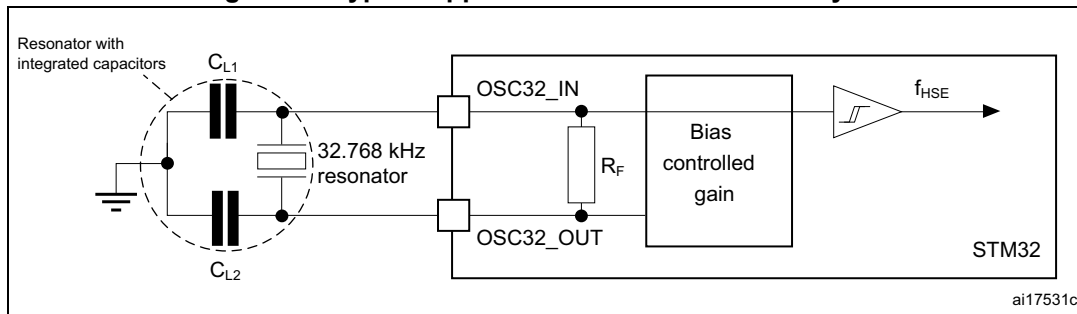 Resonator with
integrated capacitors
CL1
OSC32_IN
fHSE
32.768 kHz
resonator
RF
Bias
controlled
gain
OSC32_OUT
STM32
CL2
ai17531c